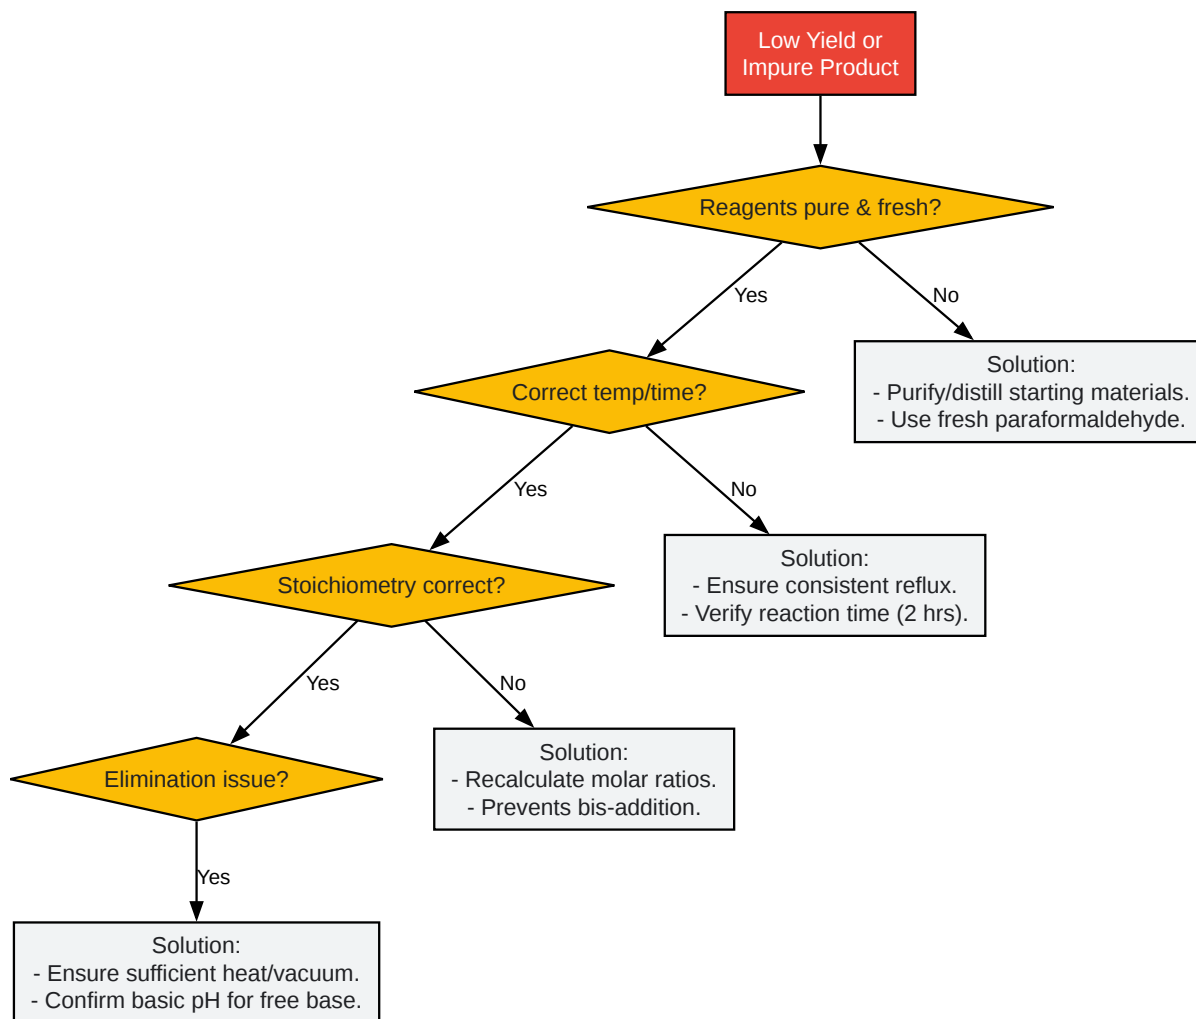 Low Yield or
Impure Product
Reagents pure & fresh?
Yes
No
Correct temp/time?
Solution:
- Purify/distill starting materials.
- Use fresh paraformaldehyde.
Yes
No
Stoichiometry correct?
Solution:
- Ensure consistent reflux.
- Verify reaction time (2 hrs).
Yes
No
Elimination issue?
Solution:
- Recalculate molar ratios.
- Prevents bis-addition.
Yes
Solution:
- Ensure sufficient heat/vacuum.
- Confirm basic pH for free base.